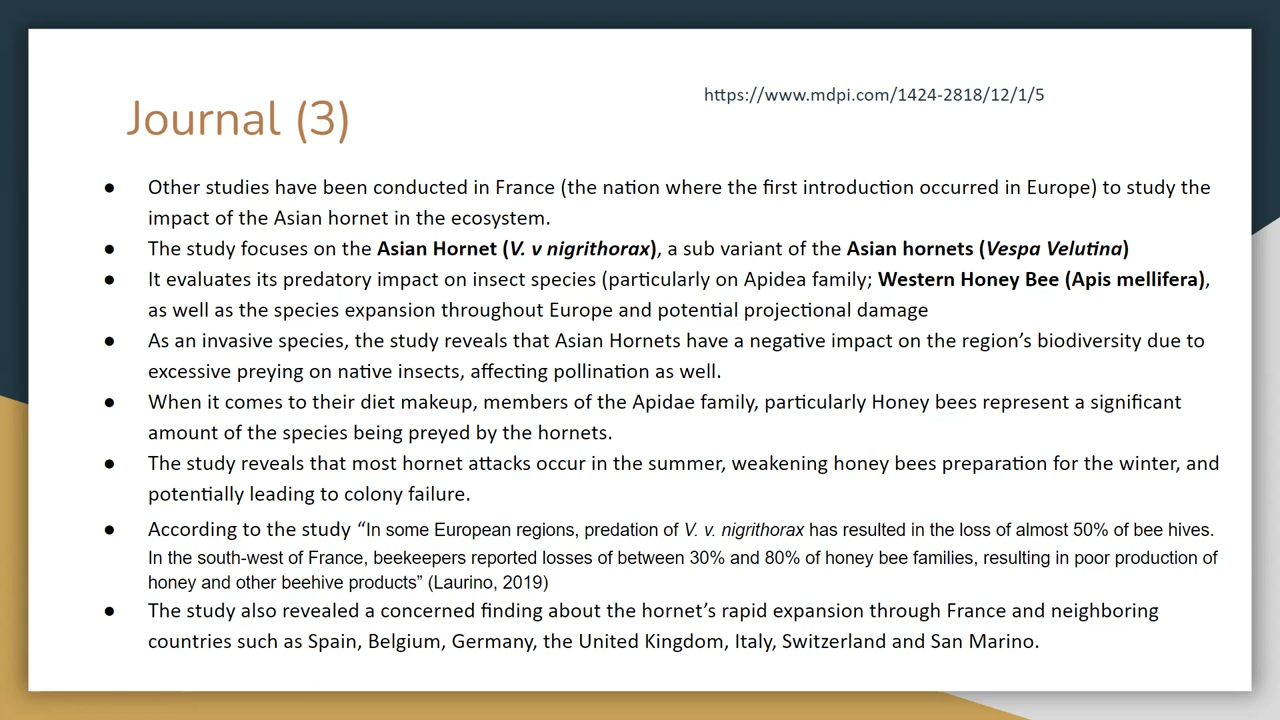 https://www.mdpi.com/1424-2818/12/1/5
Journal (3)
● Other studies have been conducted in France (the nation where the first introduction occurred in Europe) to study the
impact of the Asian hornet in the ecosystem.
● The study focuses on the Asian Hornet (V. v nigrithorax), a sub variant of the Asian hornets (Vespa Velutina)
● It evaluates its predatory impact on insect species (particularly on Apidea family; Western Honey Bee (Apis mellifera),
as well as the species expansion throughout Europe and potential projectional damage
● As an invasive species, the study reveals that Asian Hornets have a negative impact on the region’s biodiversity due to
excessive preying on native insects, affecting pollination as well.
● When it comes to their diet makeup, members of the Apidae family, particularly Honey bees represent a significant
amount of the species being preyed by the hornets.
● The study reveals that most hornet attacks occur in the summer, weakening honey bees preparation for the winter, and
potentially leading to colony failure.
● According to the study “In some European regions, predation of V. v. nigrithorax has resulted in the loss of almost 50% of bee hives.
In the south-west of France, beekeepers reported losses of between 30% and 80% of honey bee families, resulting in poor production of
honey and other beehive products” (Laurino, 2019)
● The study also revealed a concerned finding about the hornet’s rapid expansion through France and neighboring
countries such as Spain, Belgium, Germany, the United Kingdom, Italy, Switzerland and San Marino.